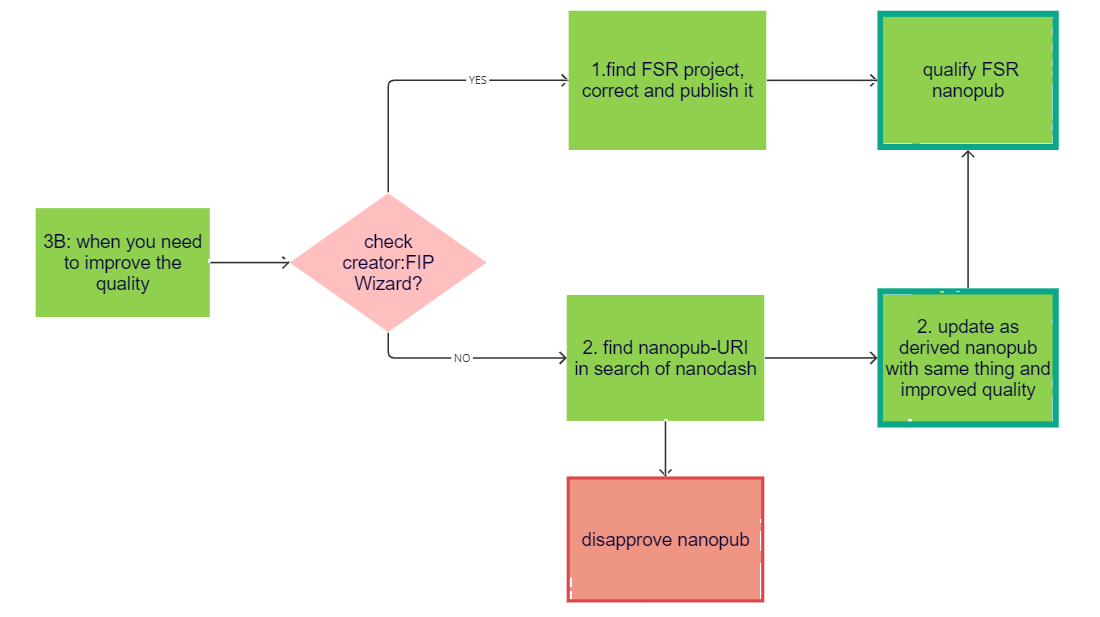 1.find FSR project,
correct and publish it
qualify FSR
nanopub
YES
3B: when you need
to improve the
quality
check
creator:FIP
Wizard?
NO
2. find nanopub-URI
in search of nanodash
2. update as
derived nanopub
with same thing and
improved quality
disapprove nanopub